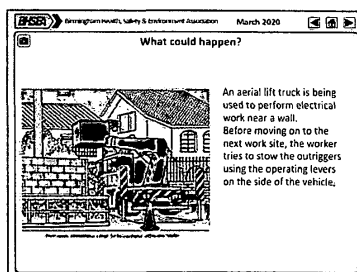 BHSEA Birmingham Health, Safety & Environment Association March 2020
What could happen?
An aerial lift truck is being
used to perform electrical
work near a wall.
Before moving on to the
next work site, the worker
tries to stow the outriggers
using the operating levers
on the side of the vehicle.